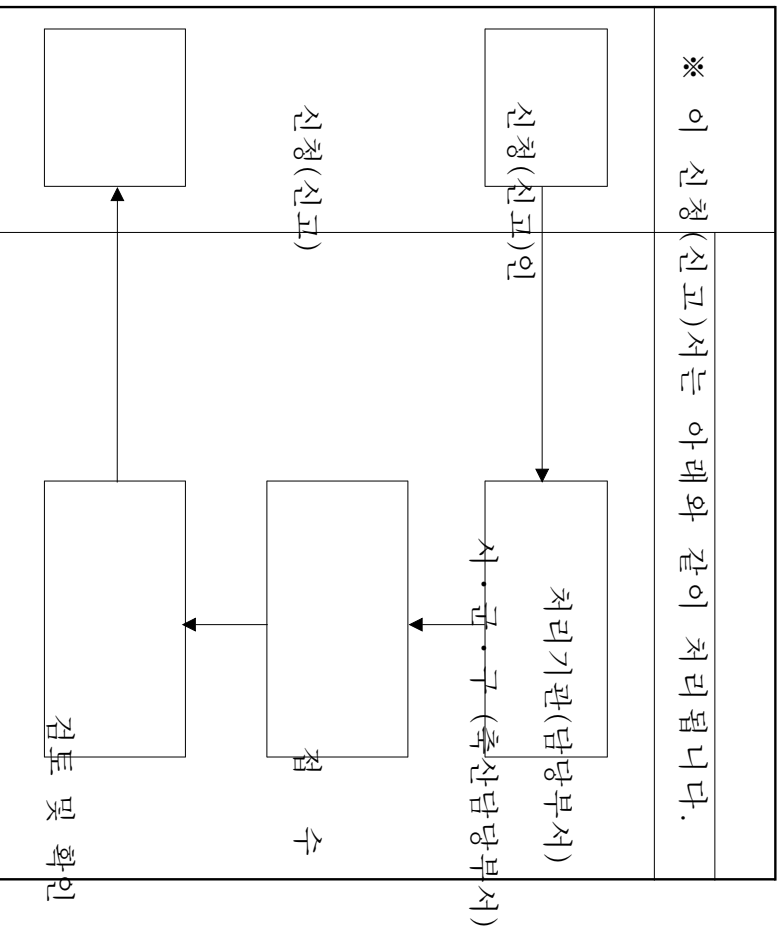 ※ 이 신청(신고)서는 아래와 같이 처리됩니다.
신청(신고)인
처리기관(담당부서)
시·군·구 (축산담당부서)
신청(신고)
접 수
검토 및 확인